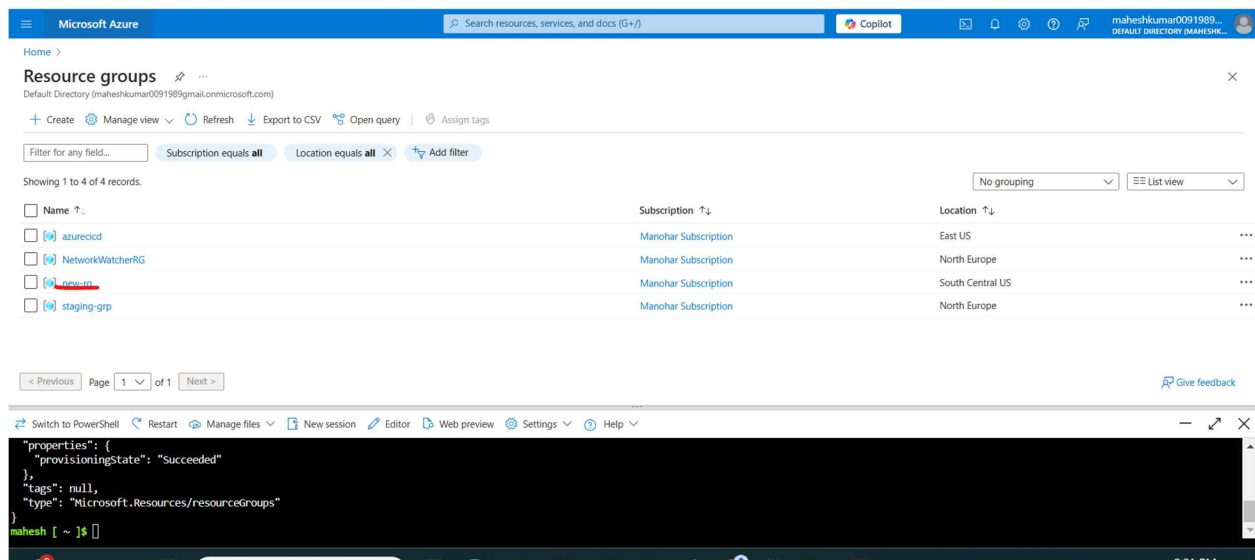 Microsoft Azure
Search resources, services, and docs (G+/)
Copilot
maheshkumar0091989...
DEFAULT DIRECTORY (MAHESHK...
Home >
Resource groups
Default Directory (maheshkumar0091989gmail.onmicrosoft.com)
Create Manage view Refresh Export to CSV Open query Assign tags
Filter for any field... Subscription equals all Location equals all Add filter
Showing 1 to 4 of 4 records.
No grouping List view
Name Subscription Location
azurecicd Manohar Subscription East US
NetworkWatcherRG Manohar Subscription North Europe
new-rg Manohar Subscription South Central US
staging-grp Manohar Subscription North Europe
< Previous Page 1 of 1 Next >
Give feedback
Switch to PowerShell Restart Manage files New session Editor Web preview Settings Help
"properties": {
"provisioningState": "Succeeded"
},
"tags": null,
"type": "Microsoft.Resources/resourceGroups"
}
mahesh [ ~ ]$